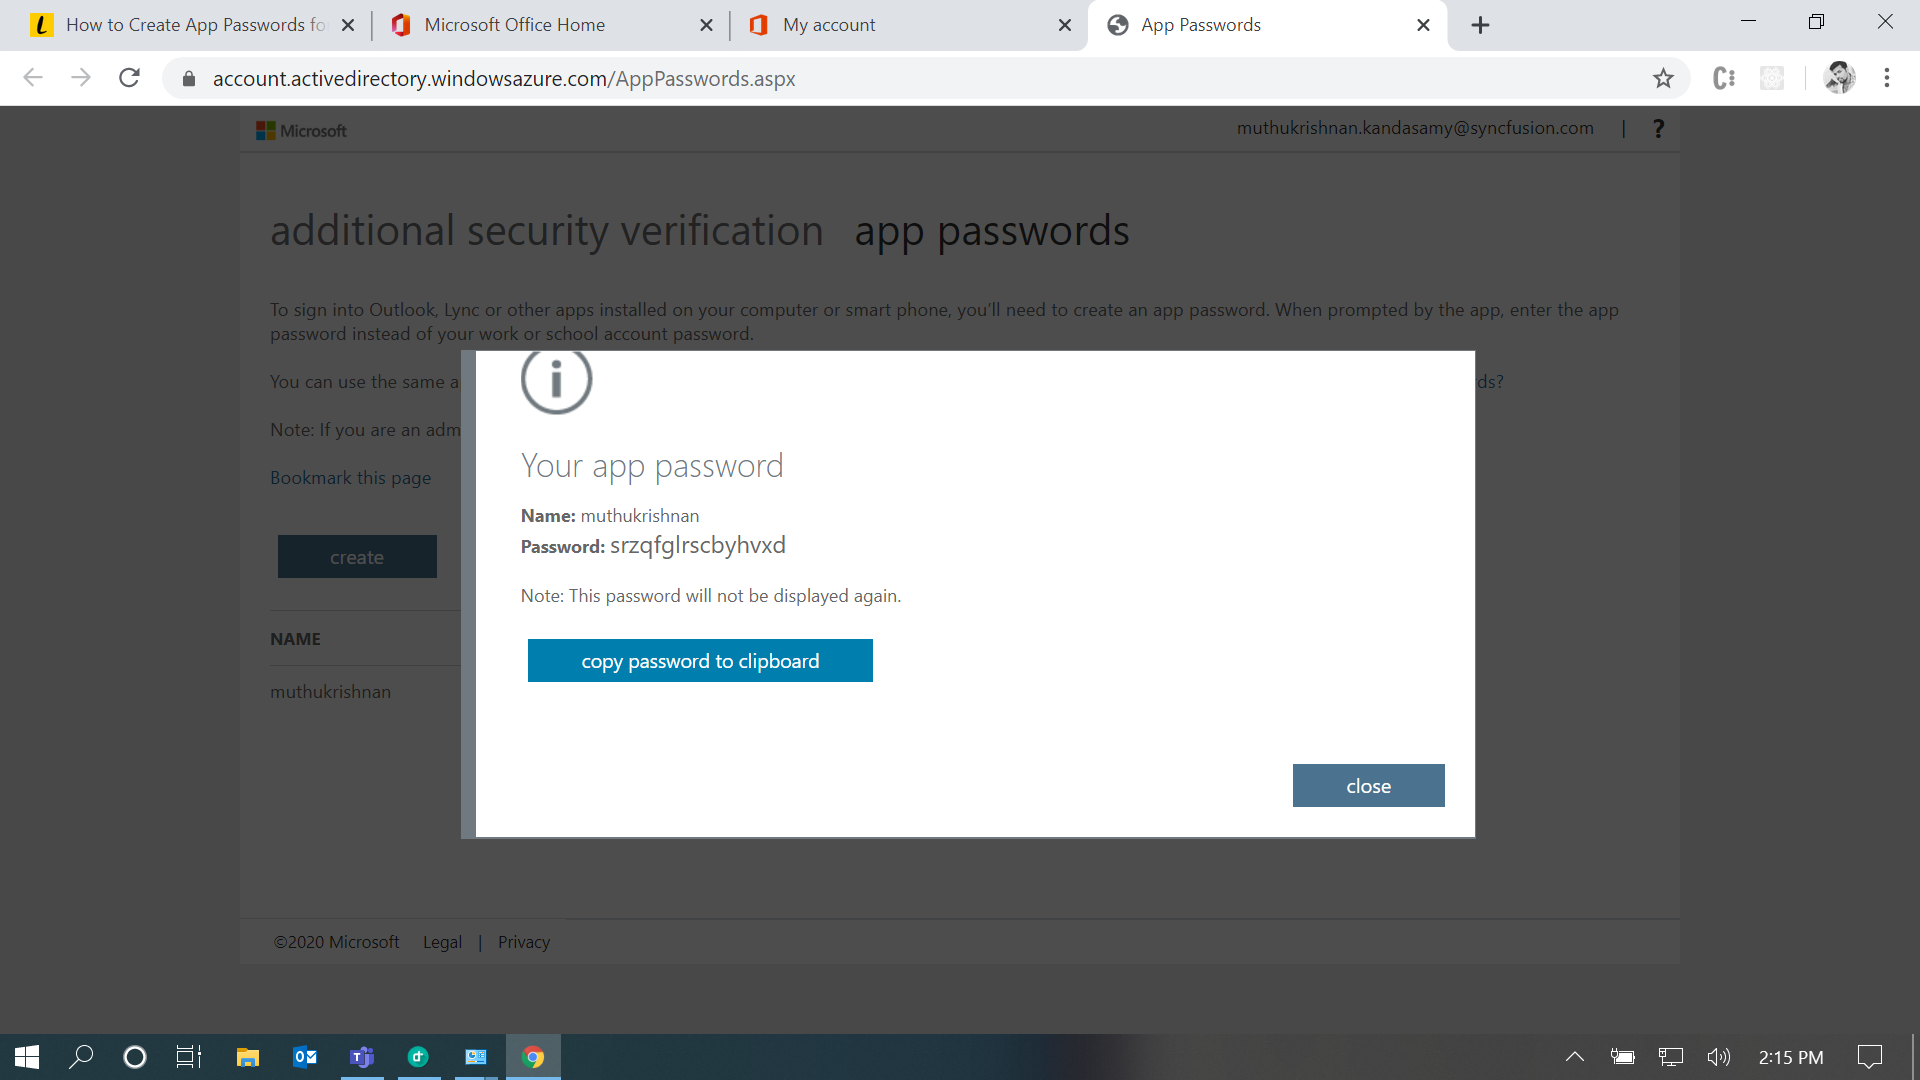 How to Create App Passwords fo
Microsoft Office Home
My account
App Passwords
account.activedirectory.windowsazure.com/AppPasswords.aspx
Microsoft
muthukrishnan.kandasamy@syncfusion.com | ?
additional security verification app passwords
To sign into Outlook, Lync or other apps installed on your computer or smart phone, you'll need to create an app password. When prompted by the app, enter the app
password instead of your work or school account password.
You can use the same a
ds?
Note: If you are an adm
Bookmark this page
create
NAME
muthukrishnan
Your app password
Name: muthukrishnan
Password: srzqfglrscbyhvxd
Note: This password will not be displayed again.
copy password to clipboard
close
©2020 Microsoft Legal | Privacy
2:15 PM